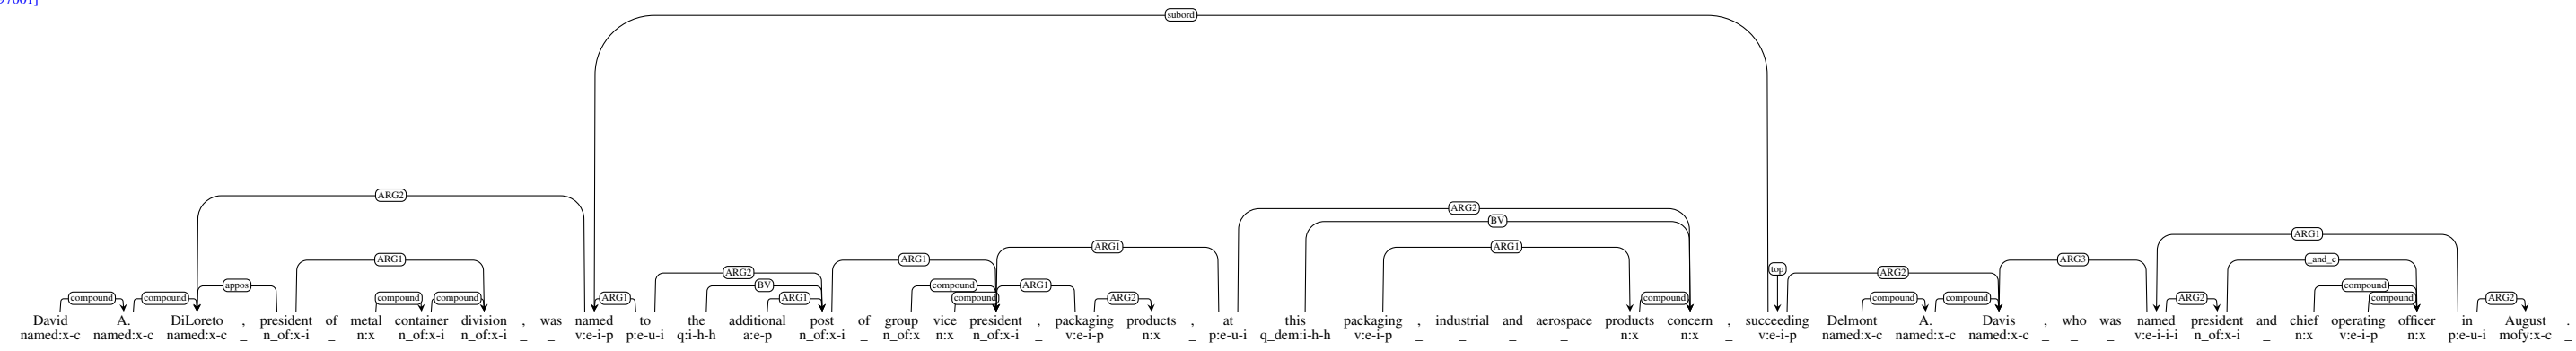 97001]
subord
ARG2
ARG2
BV
ARG1 ARG1 ARG1
ARG1 ARG1 ARG3 _and_c
ARG2 top ARG2
appos BV compound ARG1 compound
compound compound compound compound ARG1 ARG1 compound ARG2 compound compound compound ARG2 compound ARG2
David A. DiLoreto , president of metal container division , was named to the additional post of group vice president , packaging products , at this packaging , industrial and aerospace products concern , succeeding Delmont A. Davis , who was named president and chief operating officer in August .
named:x-c named:x-c named:x-c _ n_of:x-i _ n:x n_of:x-i n_of:x-i _ _ v:e-i-p p:e-u-i q:i-h-h a:e-p n_of:x-i _ n_of:x n:x n_of:x-i _ v:e-i-p n:x _ p:e-u-i q_dem:i-h-h v:e-i-p _ _ _ _ n:x n:x _ v:e-i-p named:x-c named:x-c named:x-c _ _ _ v:e-i-i-i n_of:x-i _ n:x v:e-i-p n:x p:e-u-i mofy:x-c _